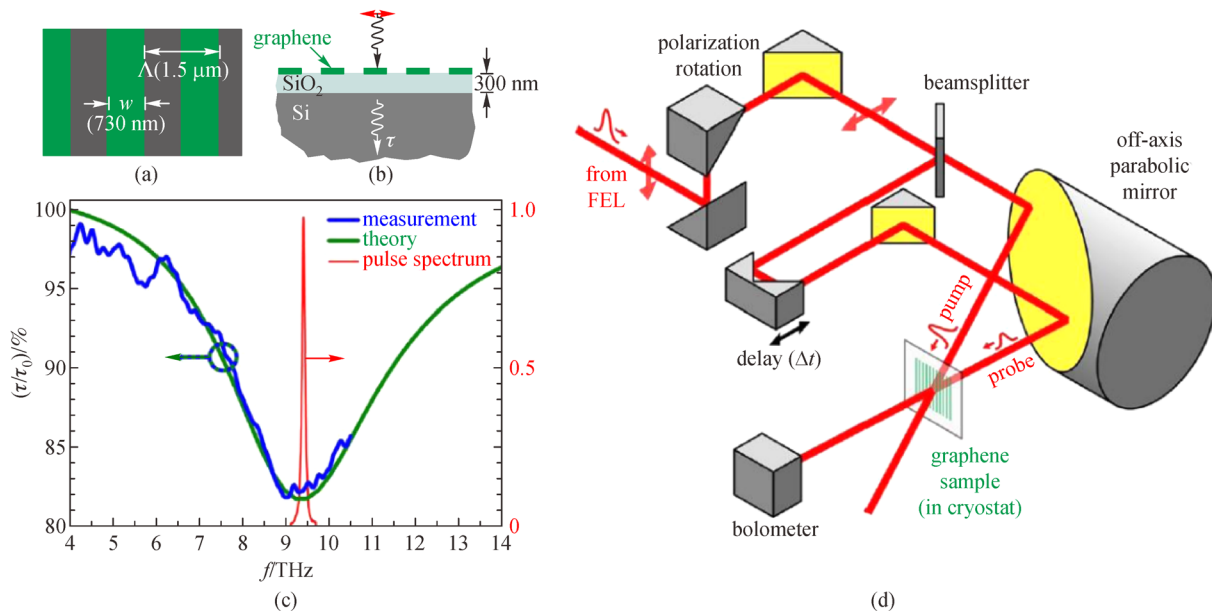 Λ(1.5 μm)
w
(730 nm)
(a)
graphene
SiO2
Si
300 nm
τ
(b)
measurement
theory
pulse spectrum
100
95
90
85
80
(τ/τ0)/%
1.0
0.5
0
4 5 6 7 8 9 10 11 12 13 14
f/THz
(c)
polarization
rotation
beamsplitter
off-axis
parabolic
mirror
from
FEL
delay (Δt)
pump
probe
bolometer
graphene
sample
(in cryostat)
(d)